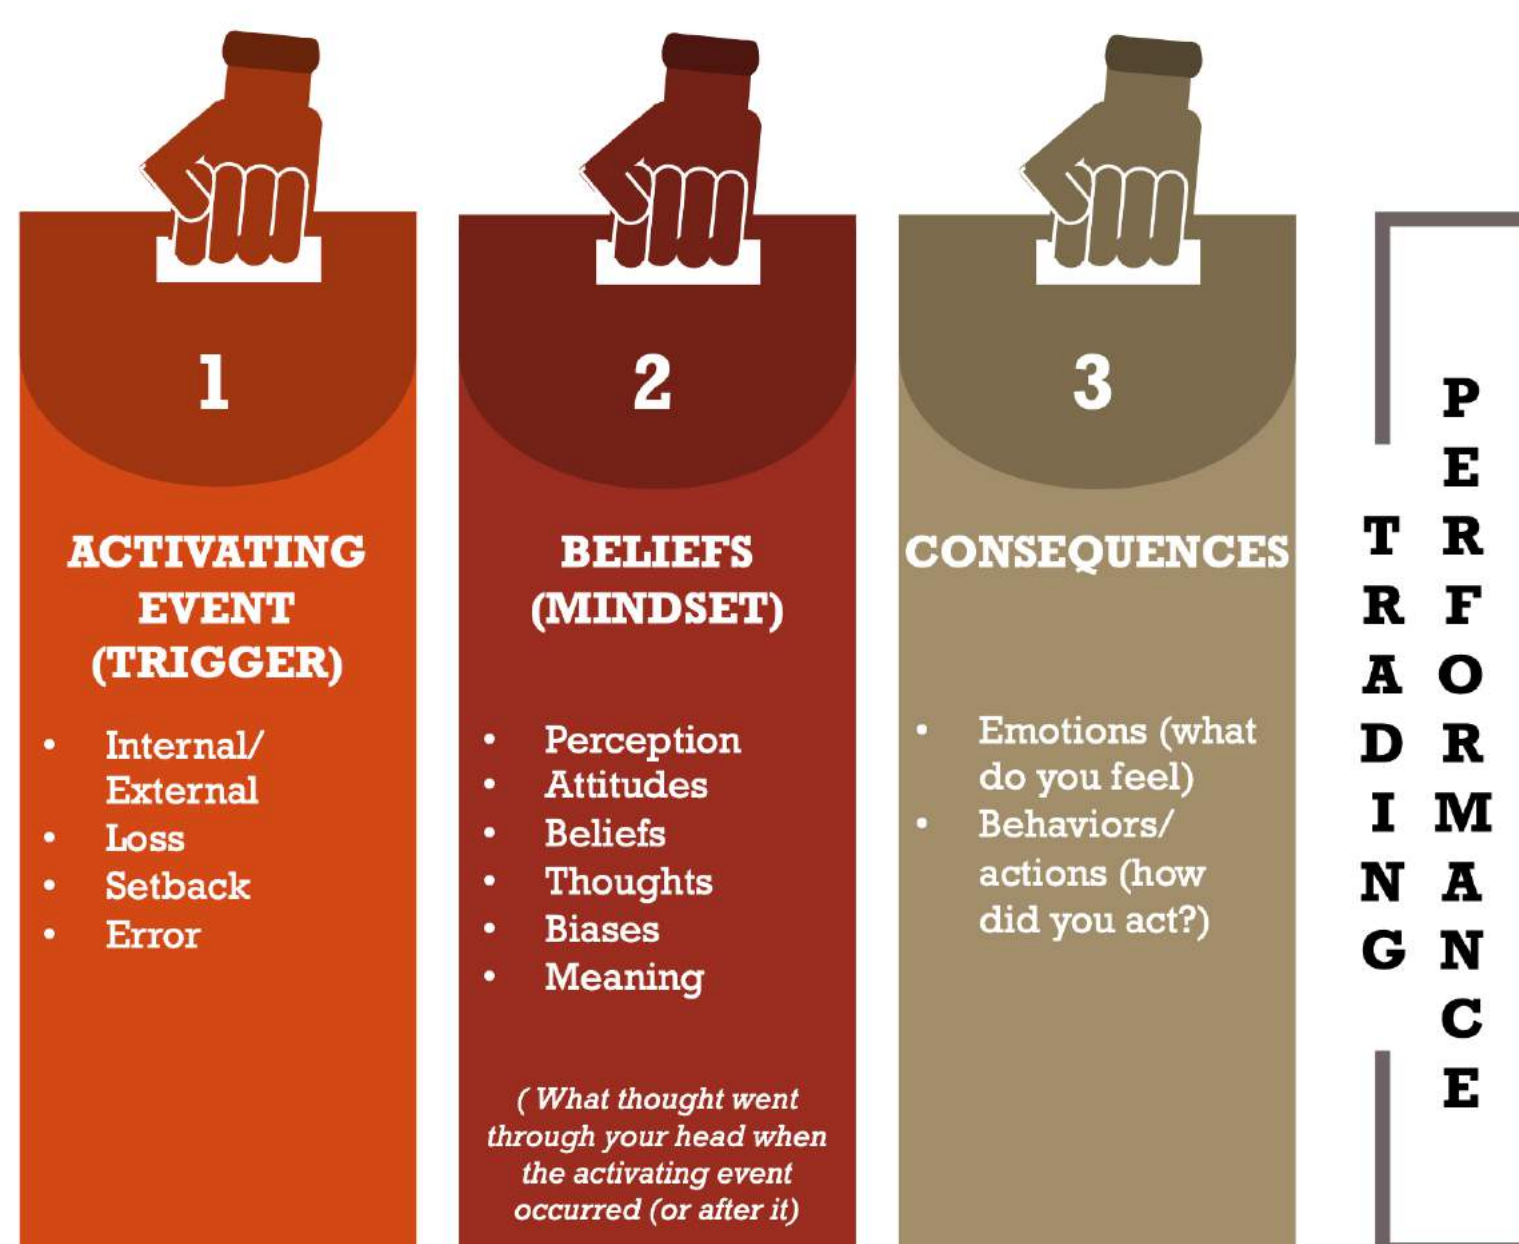 1
ACTIVATING
EVENT
(TRIGGER)
• Internal/
External
• Loss
• Setback
• Error
2
BELIEFS
(MINDSET)
• Perception
• Attitudes
• Beliefs
• Thoughts
• Biases
• Meaning
( What thought went
through your head when
the activating event
occurred (or after it)
3
CONSEQUENCES
• Emotions (what
do you feel)
• Behaviors/
actions (how
did you act?)
TRADING
PERFORMANCE